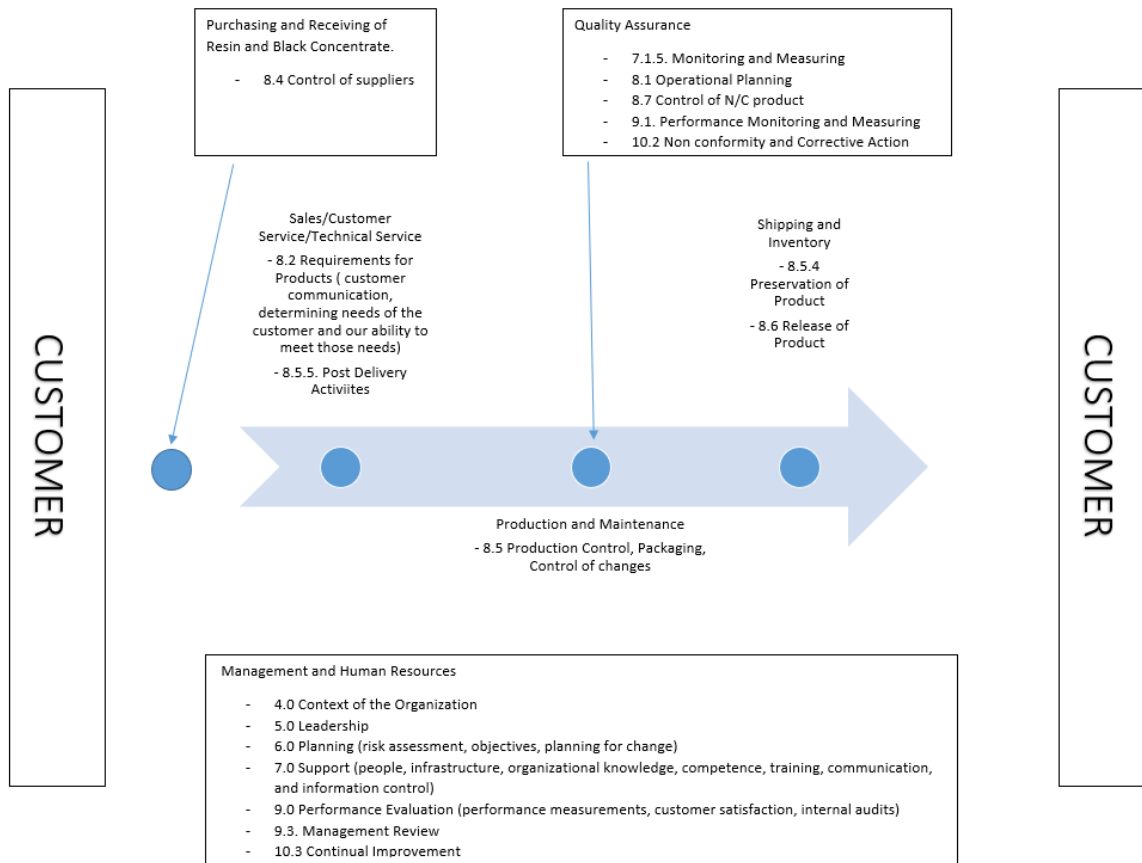 Purchasing and Receiving of
Resin and Black Concentrate.
- 8.4 Control of suppliers
Quality Assurance
- 7.1.5. Monitoring and Measuring
- 8.1 Operational Planning
- 8.7 Control of N/C product
- 9.1. Performance Monitoring and Measuring
- 10.2 Non conformity and Corrective Action
CUSTOMER
Sales/Customer
Service/Technical Service
- 8.2 Requirements for
Products ( customer
communication,
determining needs of the
customer and our ability to
meet those needs)
- 8.5.5. Post Delivery
Activiites
Shipping and
Inventory
- 8.5.4
Preservation of
Product
- 8.6 Release of
Product
CUSTOMER
Production and Maintenance
- 8.5 Production Control, Packaging,
Control of changes
Management and Human Resources
- 4.0 Context of the Organization
- 5.0 Leadership
- 6.0 Planning (risk assessment, objectives, planning for change)
- 7.0 Support (people, infrastructure, organizational knowledge, competence, training, communication,
and information control)
- 9.0 Performance Evaluation (performance measurements, customer satisfaction, internal audits)
- 9.3. Management Review
- 10.3 Continual Improvement